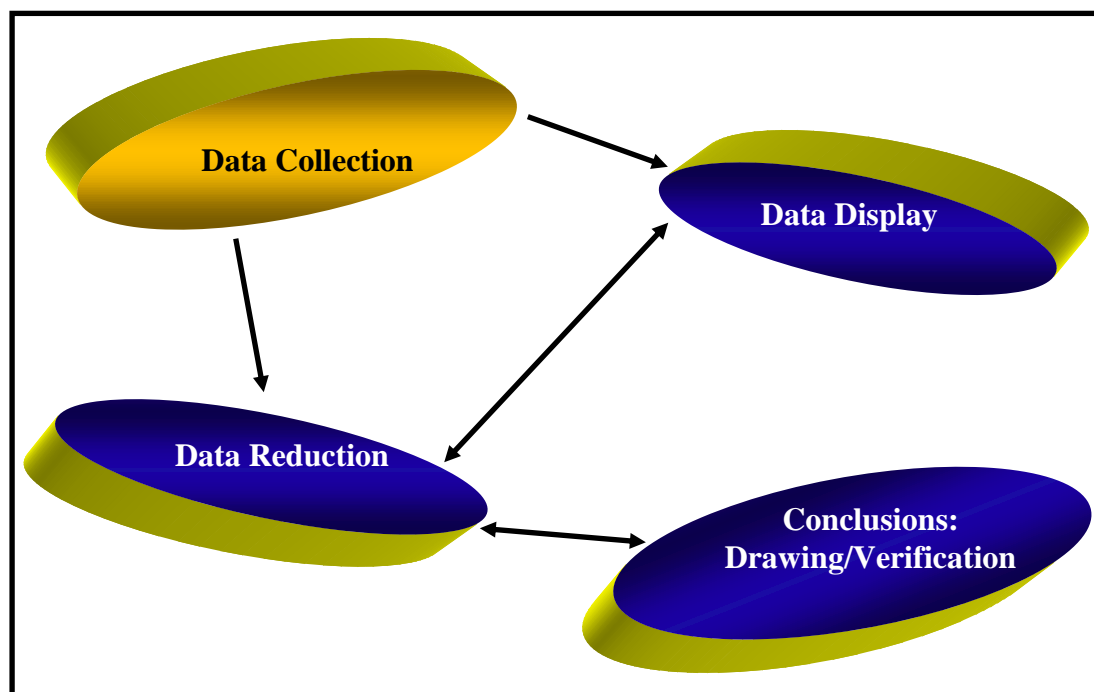 Data Collection
Data Display
Data Reduction
Conclusions:
Drawing/Verification